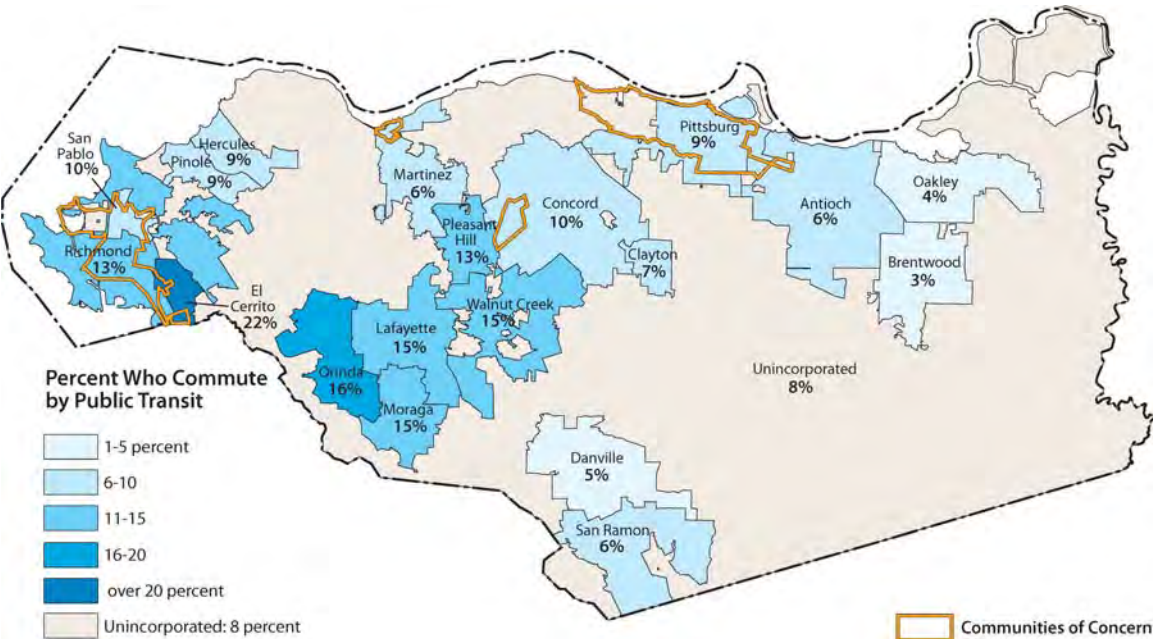 San
Pablo
10%
Hercules
9%
Pinole
9%
Richmond
13%
El
Cerrito
22%
Martinez
6%
Pleasant
Hill
13%
Concord
10%
Clayton
7%
Pittsburg
9%
Antioch
6%
Oakley
4%
Brentwood
3%
Walnut Creek
15%
Lafayette
15%
Orinda
16%
Moraga
15%
Unincorporated
8%
Danville
5%
San Ramon
6%
Percent Who Commute
by Public Transit
1-5 percent
6-10
11-15
16-20
over 20 percent
Unincorporated: 8 percent
Communities of Concern